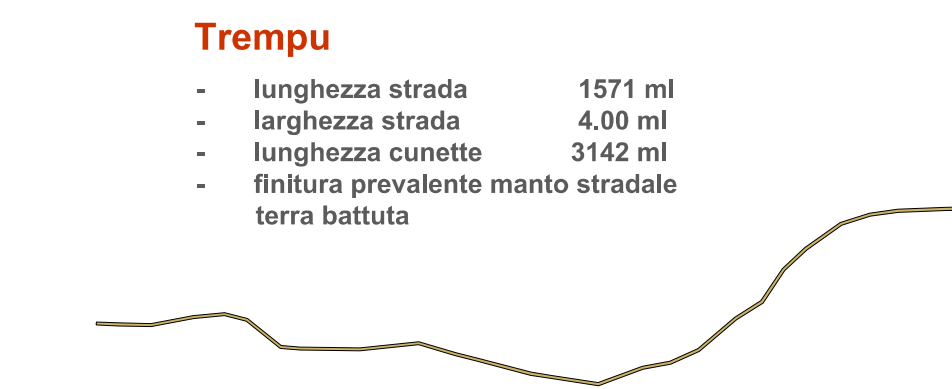 Trempu
- lunghezza strada 1571 ml
- larghezza strada 4.00 ml
- lunghezza cunette 3142 ml
- finitura prevalente manto stradale
terra battuta